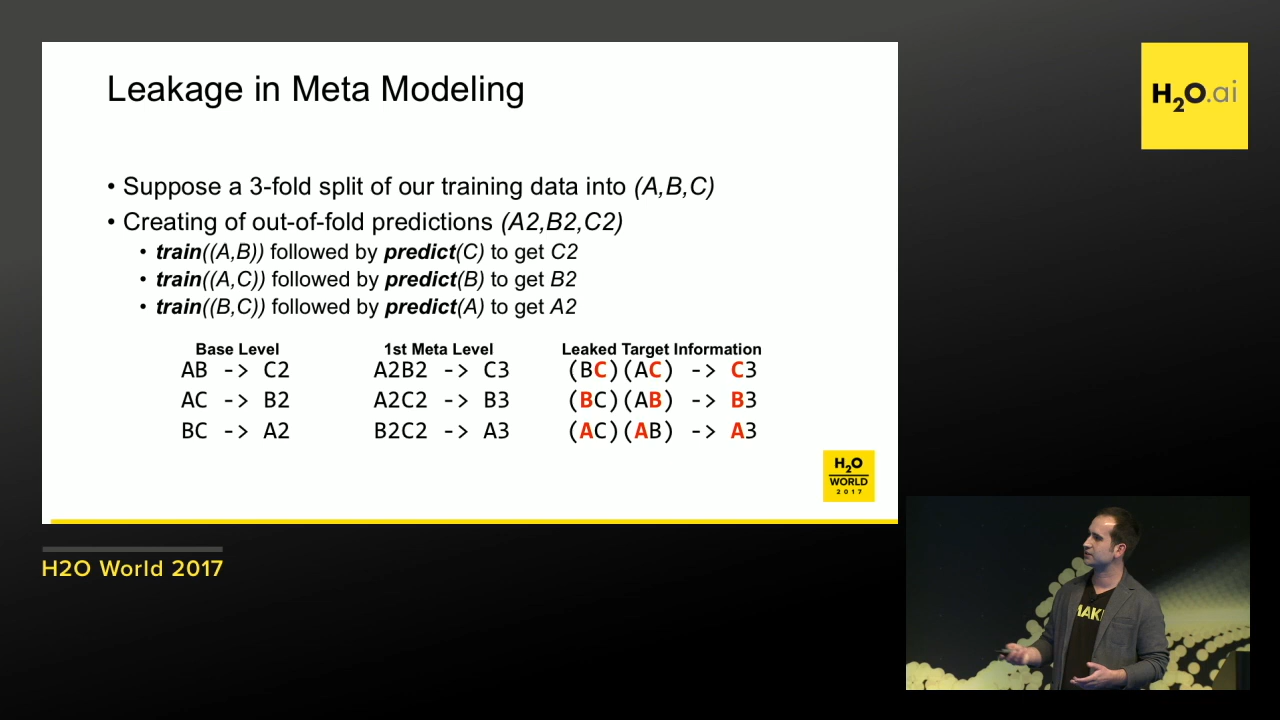 Leakage in Meta Modeling
• Suppose a 3-fold split of our training data into (A,B,C)
• Creating of out-of-fold predictions (A2,B2,C2)
• train((A,B)) followed by predict(C) to get C2
• train((A,C)) followed by predict(B) to get B2
• train((B,C)) followed by predict(A) to get A2
Base Level 1st Meta Level Leaked Target Information
AB -> C2 A2B2 -> C3 (BC)(AC) -> C3
AC -> B2 A2C2 -> B3 (BC)(AB) -> B3
BC -> A2 B2C2 -> A3 (AC)(AB) -> A3
H2O
WORLD
2017
H2O.ai
H2O World 2017
MAK